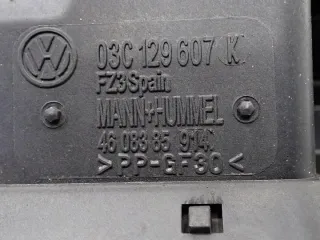 03C 129 607 K
FZ3 Spain
MANN+HUMMEL
46 083 85 914
>PP-GF30<